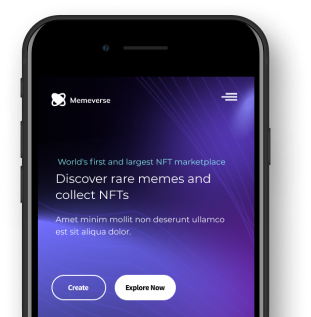 Memeverse
World's first and largest NFT marketplace
Discover rare memes and
collect NFTs
Amet minim mollit non deserunt ullamco
est sit aliqua dolor.
Create Explore Now